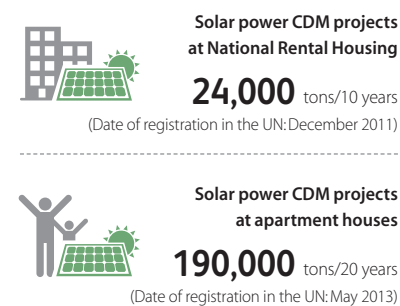 Solar power CDM projects
at National Rental Housing
24,000 tons/10 years
(Date of registration in the UN:December 2011)
Solar power CDM projects
at apartment houses
190,000 tons/20 years
(Date of registration in the UN:May 2013)